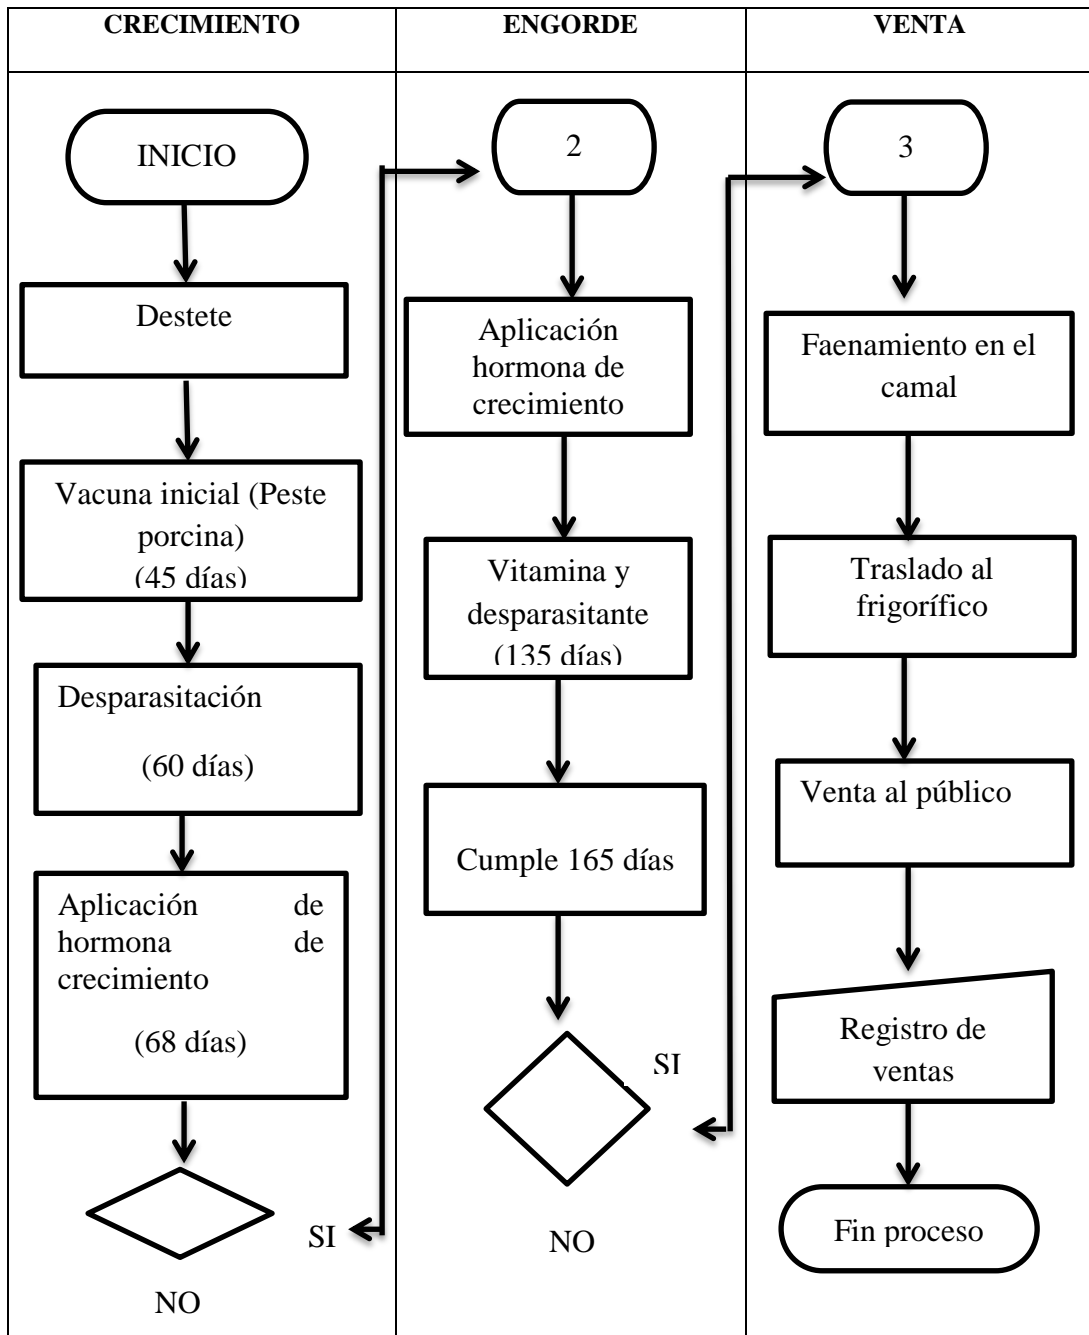 CRECIMIENTO
ENGORDE
VENTA
INICIO
Destete
Vacuna inicial (Peste
porcina)
(45 días)
Desparasitación
(60 días)
Aplicación de
hormona de
crecimiento
(68 días)
SI
NO
2
Aplicación
hormona de
crecimiento
Vitamina y
desparasitante
(135 días)
Cumple 165 días
SI
NO
3
Faenamiento en el
camal
Traslado al
frigorífico
Venta al público
Registro de
ventas
Fin proceso